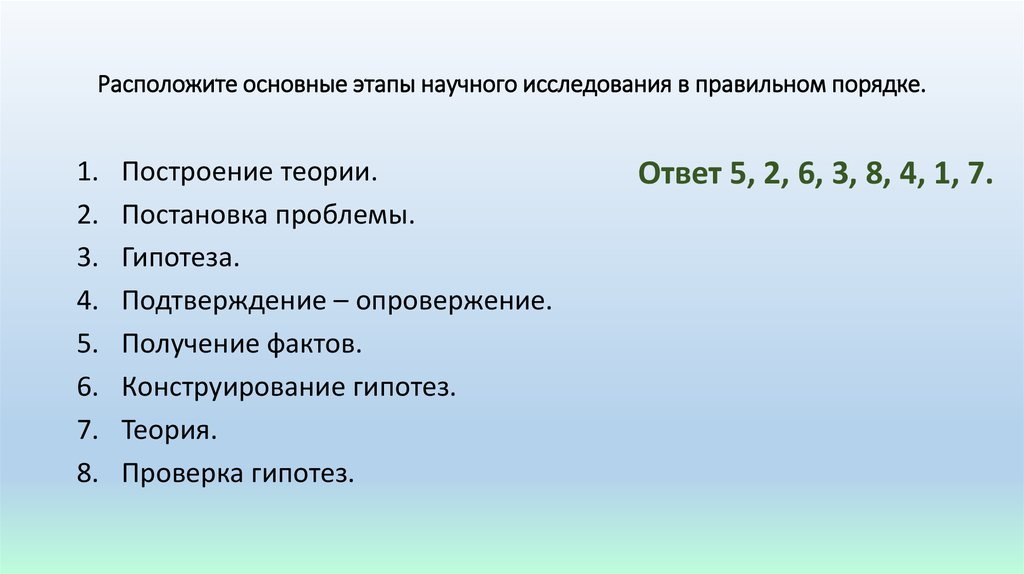 Расположите основные этапы научного исследования в правильном порядке.
1. Построение теории.
2. Постановка проблемы.
3. Гипотеза.
4. Подтверждение – опровержение.
5. Получение фактов.
6. Конструирование гипотез.
7. Теория.
8. Проверка гипотез.
Ответ 5, 2, 6, 3, 8, 4, 1, 7.